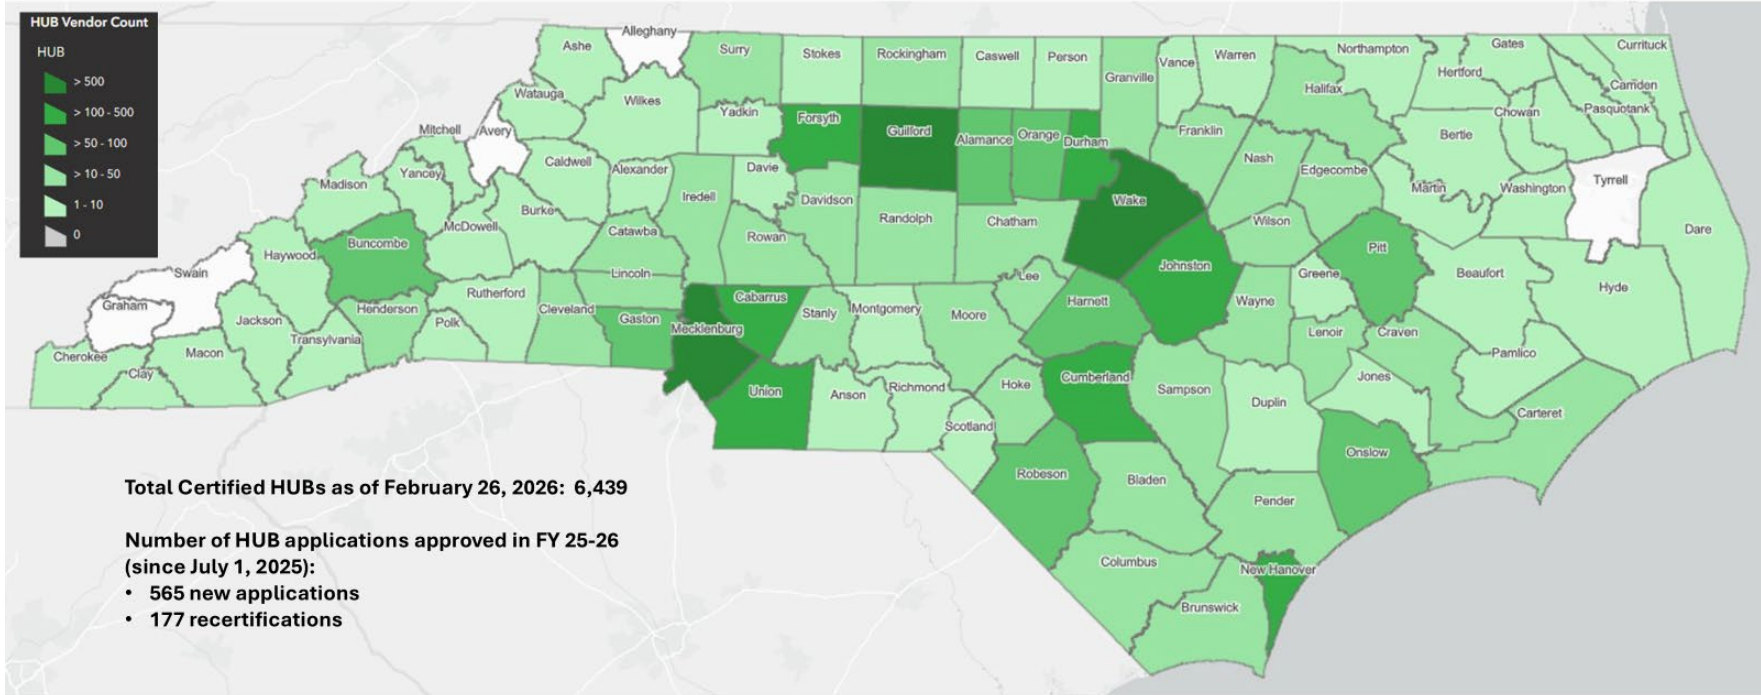 HUB Vendor Count
HUB
> 500
> 100 - 500
> 50 - 100
> 10 - 50
1 - 10
0
Alleghany
Ashe
Surry
Stokes
Rockingham
Caswell
Person
Granville
Vance
Warren
Northampton
Gates
Currituck
Hertford
Camden
Halifax
Watauga
Wilkes
Yadkin
Forsyth
Guilford
Alamance
Orange
Durham
Franklin
Chowan
Pasquotank
Bertie
Mitchell
Avery
Caldwell
Alexander
Davie
Nash
Edgecombe
Madison
Yancey
Iredell
Davidson
Wake
Martin
Washington
Tyrrell
Burke
McDowell
Catawba
Rowan
Randolph
Chatham
Wilson
Dare
Buncombe
Haywood
Pitt
Swain
Lincoln
Lee
Johnston
Greene
Beaufort
Hyde
Graham
Rutherford
Cleveland
Henderson
Polk
Gaston
Cabarrus
Mecklenburg
Stanly
Montgomery
Moore
Harnett
Wayne
Lenoir
Craven
Jackson
Transylvania
Cherokee
Macon
Clay
Pamlico
Union
Anson
Richmond
Hoke
Cumberland
Sampson
Duplin
Jones
Carteret
Scotland
Onslow
Robeson
Bladen
Pender
Columbus
New Hanover
Brunswick
Total Certified HUBs as of February 26, 2026: 6,439
Number of HUB applications approved in FY 25-26
(since July 1, 2025):
• 565 new applications
• 177 recertifications